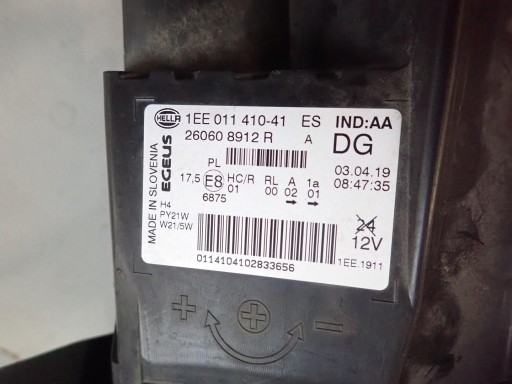 HELLA 1EE 011 410-41 ES IND:AA
26060 8912 R A DG
MADE IN SLOVENIA
EGEUS
PL
03.04.19
08:47:35
17,5 E8 HC/R RL A 1a
01 00 02 01
6875
H4
PY21W
W21/5W
24
12V
0114104102833656
1EE.1911
+ + -